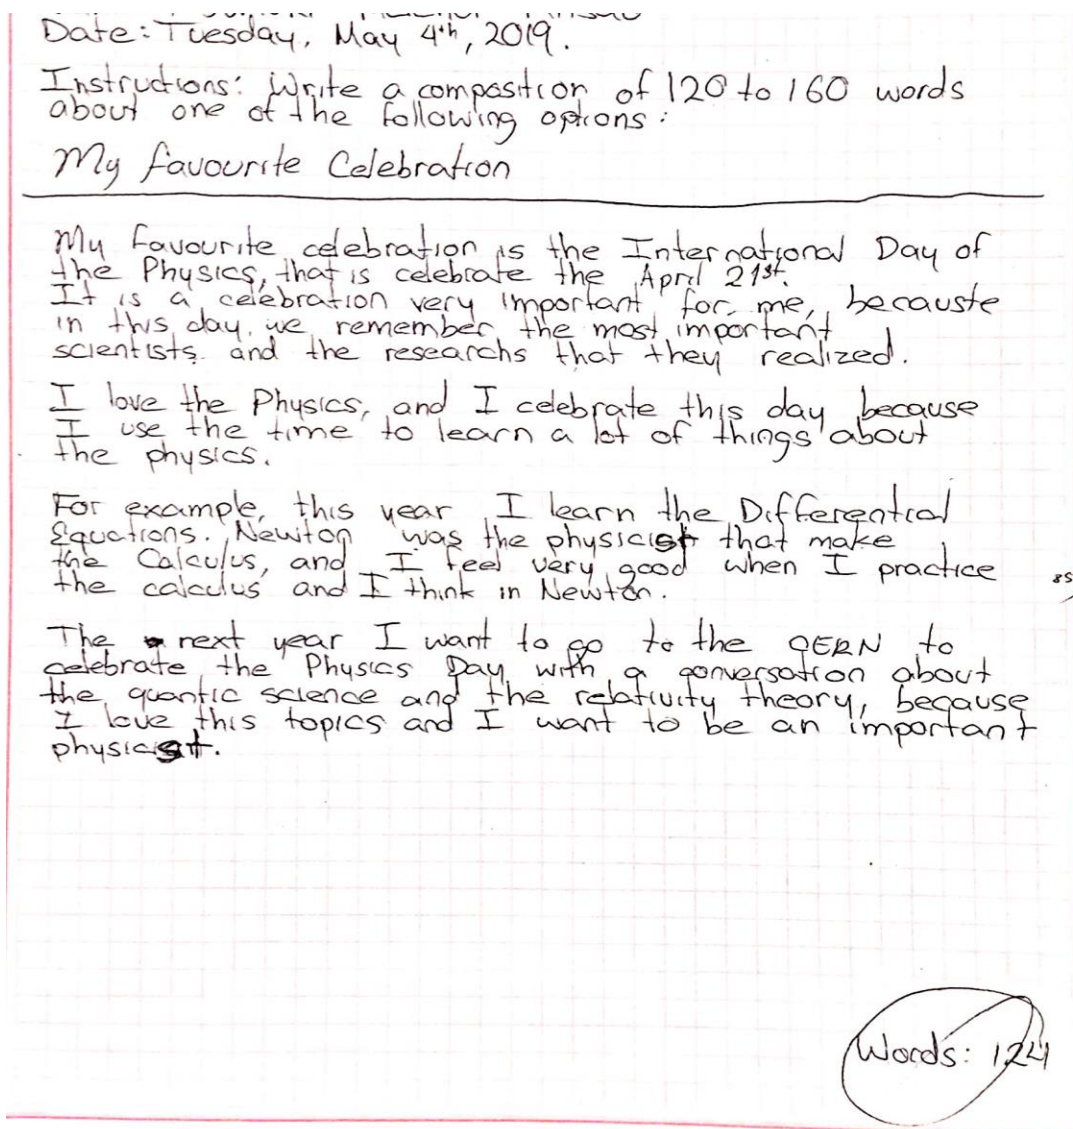 Date: Tuesday, May 4th, 2019.
Instructions: Write a composition of 120 to 160 words
about one of the following options:
My favourite Celebration
My favourite celebration is the International Day of
the Physics, that is celebrate the April 21st.
It is a celebration very important for me, becauste
in this day, we remember the most important
scientists and the researchs that they realized.
I love the Physics, and I celebrate this day because
I use the time to learn a lot of things about
the physics.
For example, this year I learn the Differential
Equations. Newton was the physicist that make
the Calculus, and I feel very good when I practice
the calculus and I think in Newton.
85
The next year I want to go to the CERN to
celebrate the Physics Day with a conversation about
the quantic science and the relativity theory, because
I love this topics and I want to be an important
physicist.
Words: 124